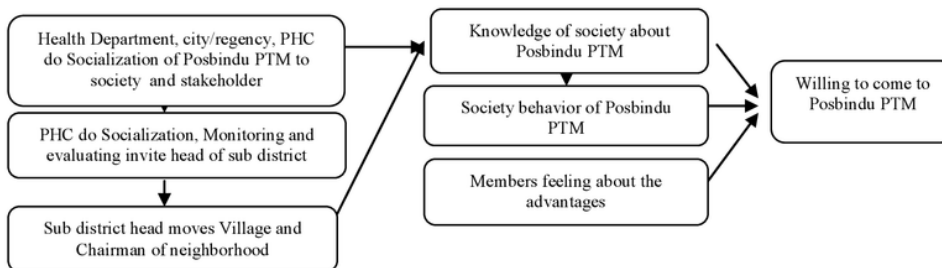 Health Department, city/regency, PHC
do Socialization of Posbindu PTM to
society and stakeholder
PHC do Socialization, Monitoring and
evaluating invite head of sub district
Sub district head moves Village and
Chairman of neighborhood
Knowledge of society about
Posbindu PTM
Society behavior of Posbindu
PTM
Members feeling about the
advantages
Willing to come to
Posbindu PTM